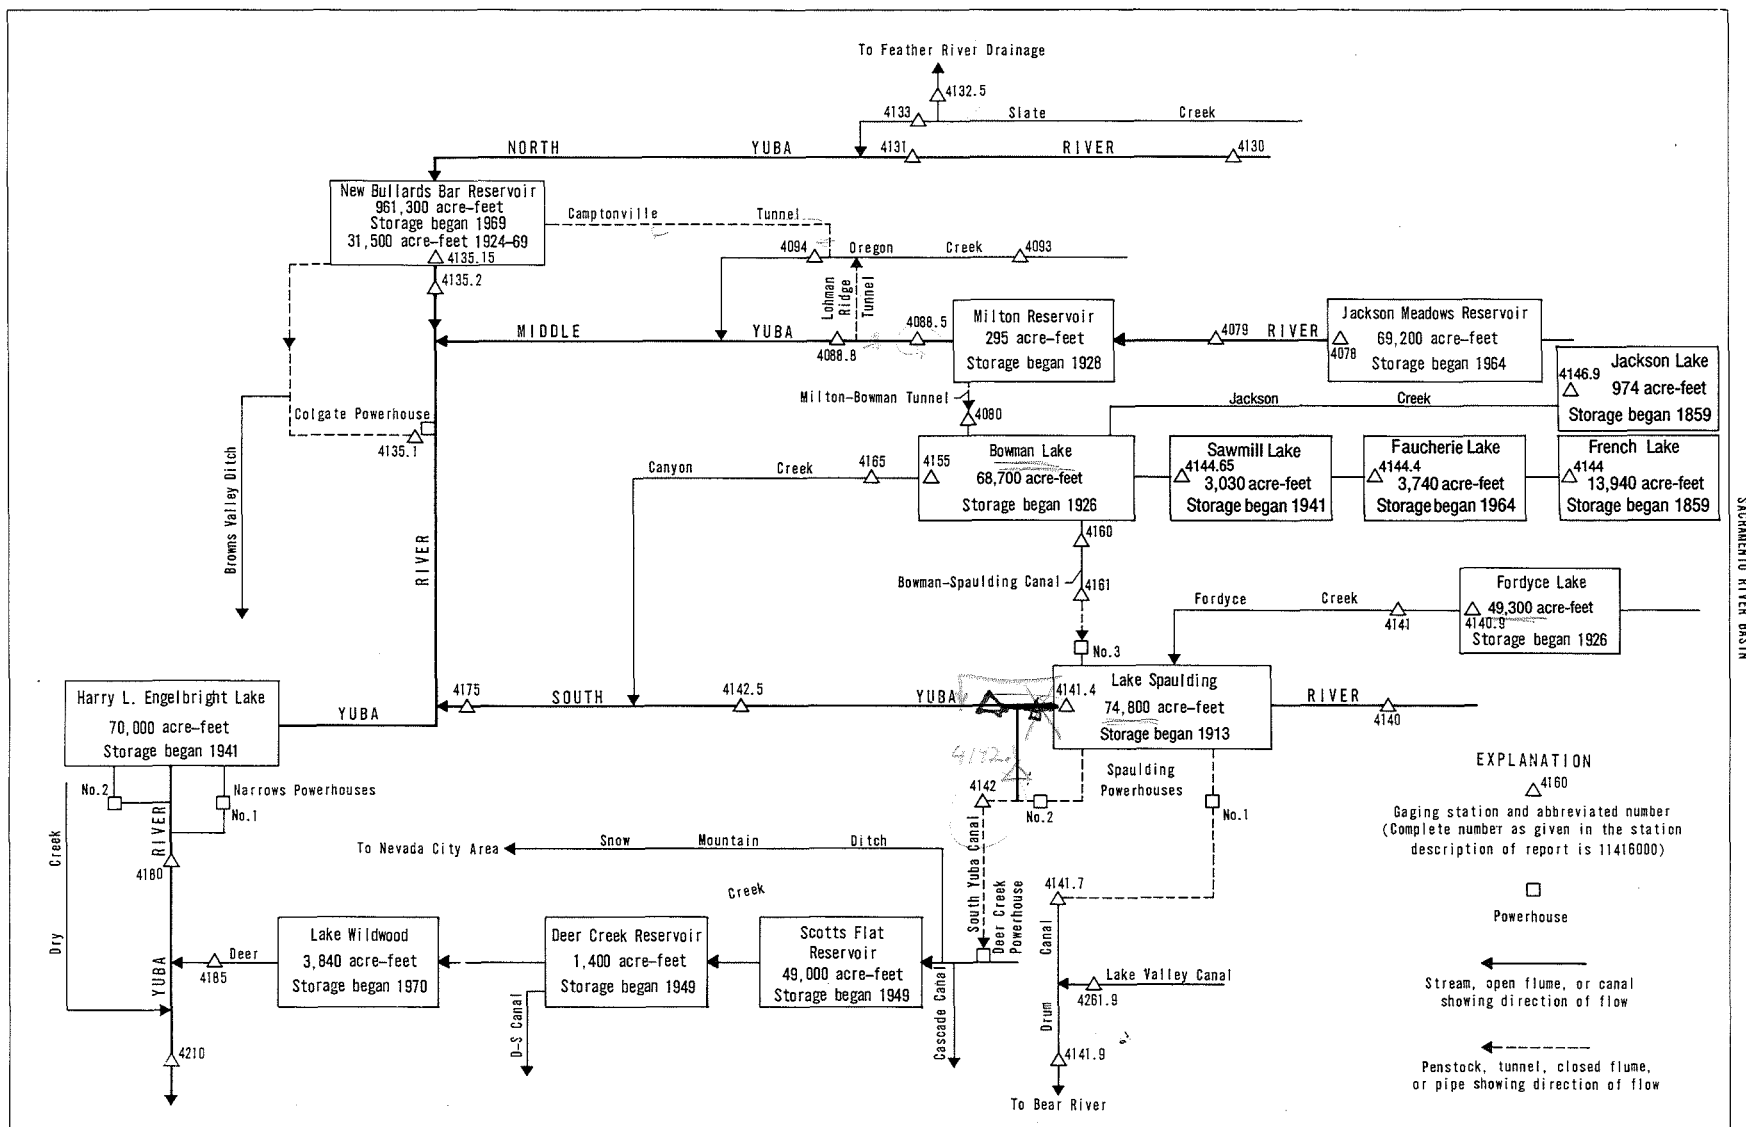 To Feather River Drainage
4132.5
4133
Slate Creek
NORTH YUBA RIVER
4131
4130
New Bullards Bar Reservoir
961,300 acre-feet
Storage began 1969
31,500 acre-feet 1924-69
4135.15
4135.2
Camptonville Tunnel
4094
Oregon Creek
4093
Lohman
Ridge
Tunnel
MIDDLE YUBA RIVER
4088.8
4088.5
Milton Reservoir
295 acre-feet
Storage began 1928
4079
4078
Jackson Meadows Reservoir
69,200 acre-feet
Storage began 1964
4146.9
Jackson Lake
974 acre-feet
Storage began 1859
Milton-Bowman Tunnel
4080
Jackson Creek
Colgate Powerhouse
4135.1
Browns Valley Ditch
Canyon Creek
4165
4155
Bowman Lake
68,700 acre-feet
Storage began 1926
Sawmill Lake
4144.65
3,030 acre-feet
Storage began 1941
Faucherie Lake
4144.4
3,740 acre-feet
Storage began 1964
French Lake
4144
13,940 acre-feet
Storage began 1859
SACRAMENTO RIVER BASIN
RIVER
4160
Bowman-Spaulding Canal
4161
No.3
Fordyce Creek
4141
Fordyce Lake
49,300 acre-feet
4140.9
Storage began 1926
Harry L. Engelbright Lake
70,000 acre-feet
Storage began 1941
YUBA
4175
SOUTH YUBA RIVER
4142.5
4141.4
Lake Spaulding
74,800 acre-feet
Storage began 1913
4140
No.2
Narrows Powerhouses
No.1
RIVER
4180
Dry Creek
4142
No.2
Spaulding
Powerhouses
No.1
To Nevada City Area
Snow Mountain Ditch
South Yuba Canal
Deer Creek
Powerhouse
4141.7
Canal
Drum
Lake Valley Canal
4261.9
4141.9
To Bear River
Creek
Deer
4185
Lake Wildwood
3,840 acre-feet
Storage began 1970
Deer Creek Reservoir
1,400 acre-feet
Storage began 1949
Scotts Flat
Reservoir
49,000 acre-feet
Storage began 1949
D-S Canal
Cascade Canal
YUBA
4210
EXPLANATION
4160
Gaging station and abbreviated number
(Complete number as given in the station
description of report is 11416000)
Powerhouse
Stream, open flume, or canal
showing direction of flow
Penstock, tunnel, closed flume,
or pipe showing direction of flow